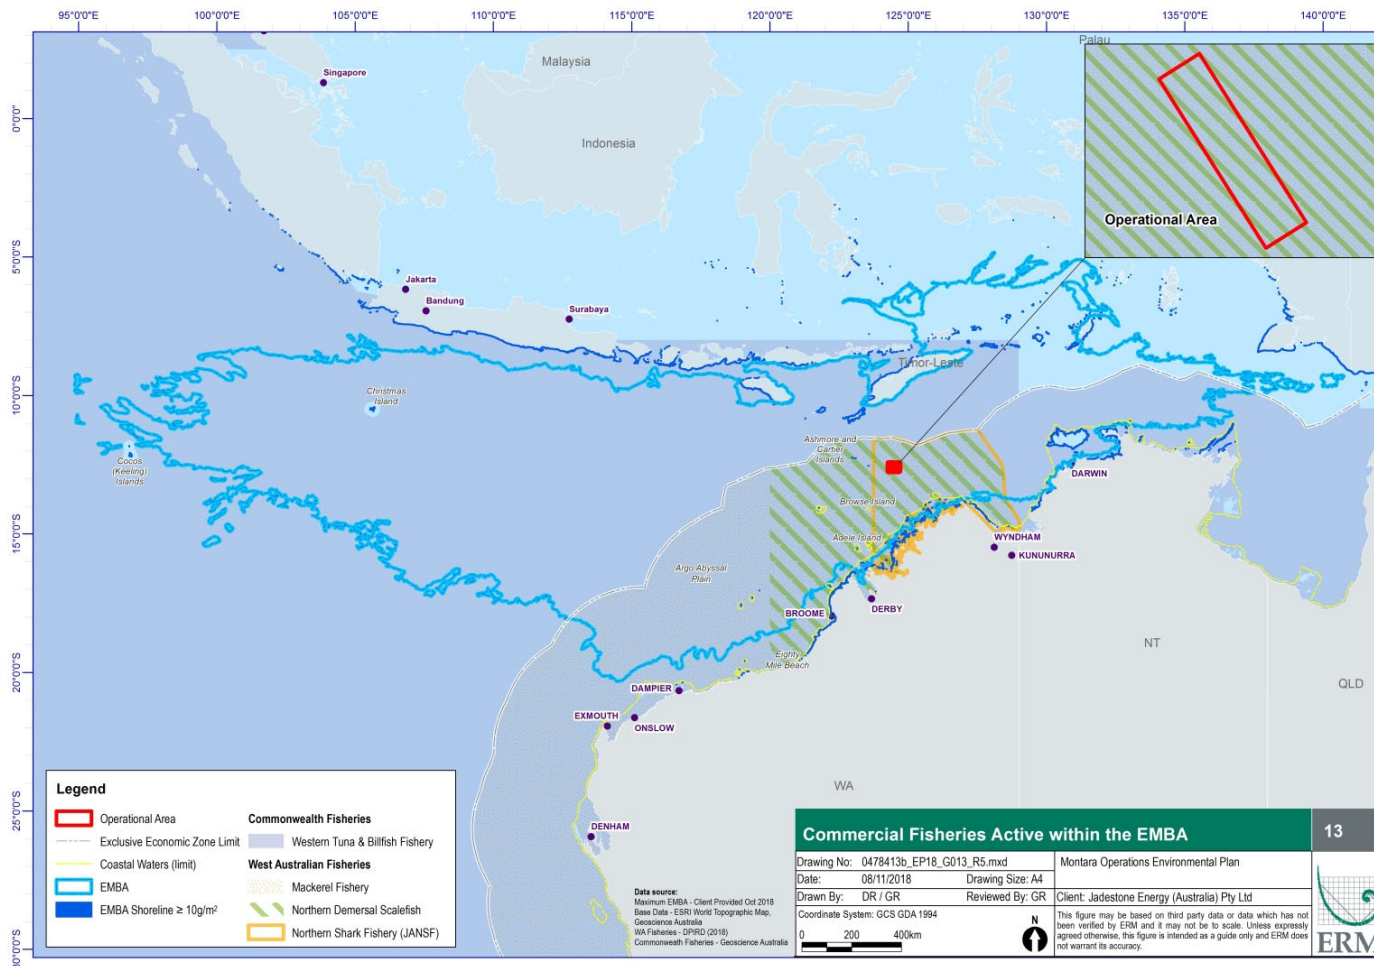 95°0'0"E 100°0'0"E 105°0'0"E 110°0'0"E 115°0'0"E 120°0'0"E 125°0'0"E 130°0'0"E 135°0'0"E 140°0'0"E
Palau
Singapore
Malaysia
0°0'0"
Indonesia
Operational Area
5°0'0"S
Jakarta
Bandung
Surabaya
Timor-Leste
10°0'0"S
Christmas
Island
Ashmore and
Cartier
Islands
Cocos
(Keeling)
Islands
DARWIN
Browse Island
15°0'0"S
Adele Island
WYNDHAM
KUNUNURRA
Argo Abyssal
Plain
DERBY
BROOME
NT
Eighty
Mile Beach
20°0'0"S
DAMPIER
QLD
EXMOUTH
ONSLOW
WA
25°0'0"S
DENHAM
30°0'0"S
Legend
Operational Area
Exclusive Economic Zone Limit
Coastal Waters (limit)
EMBA
EMBA Shoreline ≥ 10g/m²
Commonwealth Fisheries
Western Tuna & Billfish Fishery
West Australian Fisheries
Mackerel Fishery
Northern Demersal Scalefish
Northern Shark Fishery (JANSF)
Data source:
Maximum EMBA - Client Provided Oct 2018
Base Data - ESRI World Topographic Map,
Geoscience Australia
WA Fisheries - DPIRD (2018)
Commonwealth Fisheries - Geoscience Australia
Commercial Fisheries Active within the EMBA
13
Drawing No: 0478413b_EP18_G013_R5.mxd
Montara Operations Environmental Plan
Date: 08/11/2018 Drawing Size: A4
Drawn By: DR / GR Reviewed By: GR
Client: Jadestone Energy (Australia) Pty Ltd
Coordinate System: GCS GDA 1994
0 200 400km
N
This figure may be based on third party data or data which has not
been verified by ERM and it may not be to scale. Unless expressly
agreed otherwise, this figure is intended as a guide only and ERM does
not warrant its accuracy.
ERM